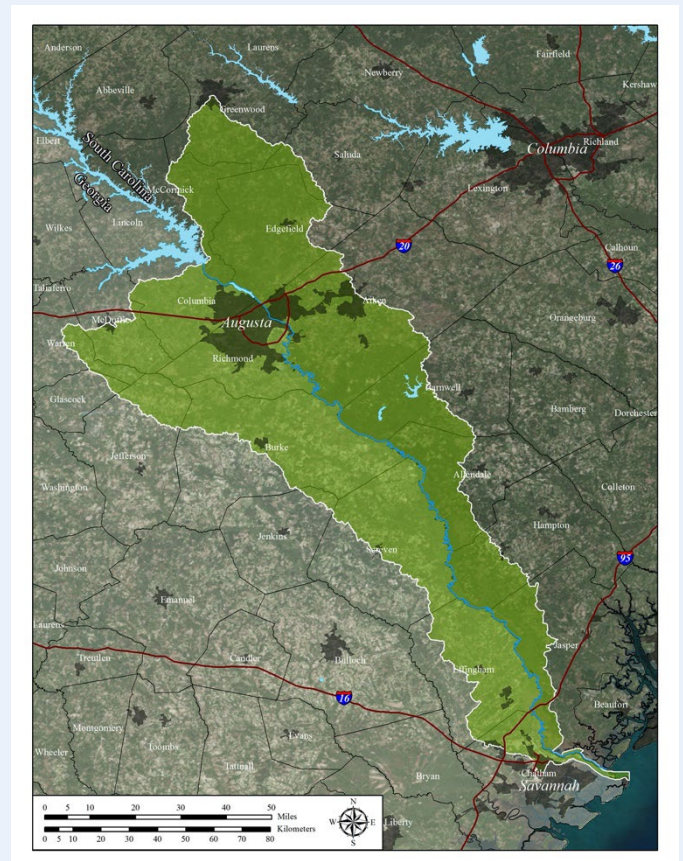 Anderson
Laurens
Fairfield
Newberry
Kershaw
Abbeville
Greenwood
Elbert
South Carolina
Georgia
Saluda
Columbia
Richland
McCormick
Lexington
Lincoln
Wilkes
Edgefield
20
Calhoun
26
Taliaferro
Columbia
Aiken
McDuffie
Augusta
Orangeburg
Warren
Richmond
Barnwell
Glascock
Bamberg
Dorchester
Burke
Jefferson
Allendale
Washington
Colleton
Hampton
Jenkins
Screven
95
Johnson
Emanuel
Laurens
Jasper
Treutlen
Candler
Bulloch
Effingham
16
Beaufort
Montgomery
Toombs
Evans
Wheeler
Tattnall
Bryan
Chatham
Savannah
Liberty
0 5 10 20 30 40 50
Miles
Kilometers
0 5 10 20 30 40 50 60 70 80
N
W E
S